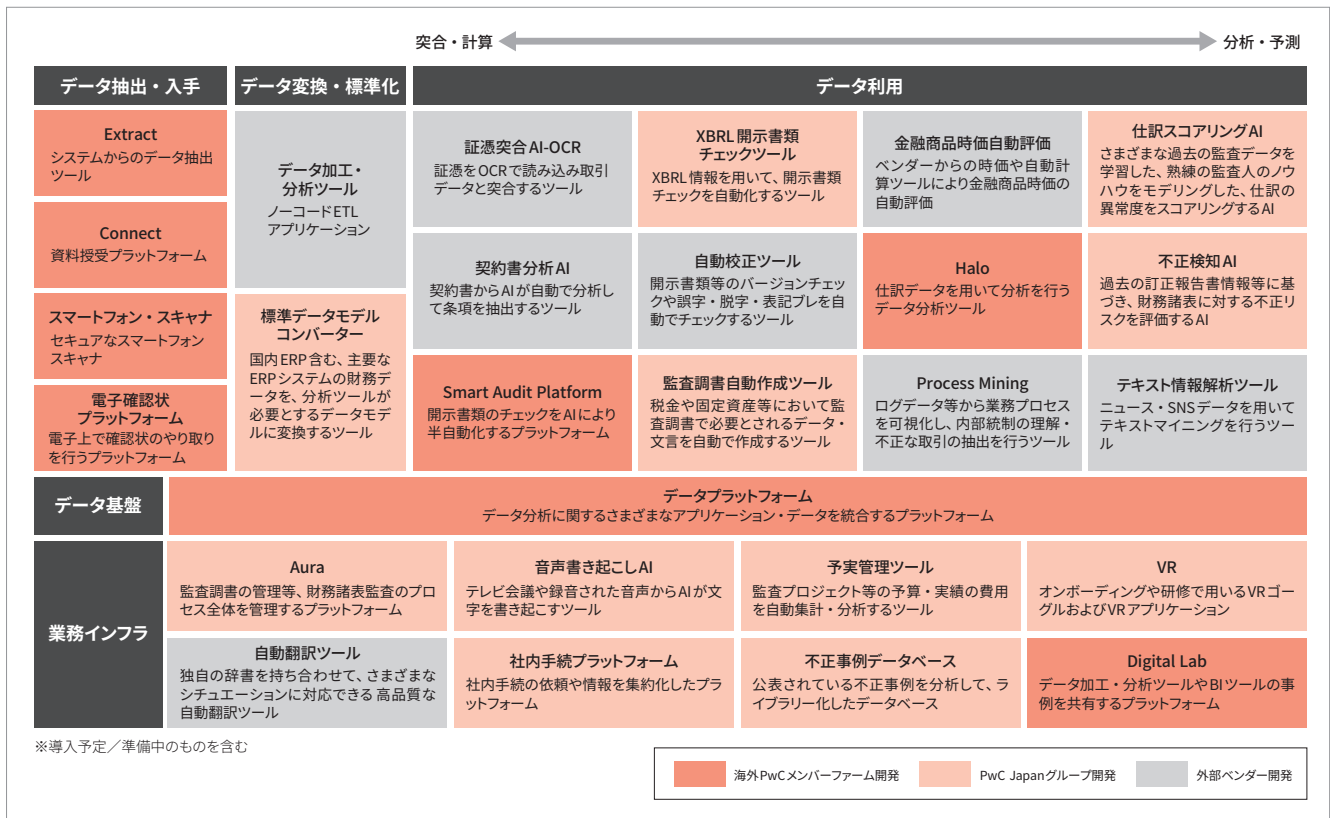 突合・計算
分析・予測
データ抽出・入手
データ変換・標準化
データ利用
Extract
システムからのデータ抽出
ツール
Connect
資料授受プラットフォーム
スマートフォン・スキャナ
セキュアなスマートフォン
スキャナ
電子確認状
プラットフォーム
電子上で確認状のやり取り
を行うプラットフォーム
データ加工・
分析ツール
ノーコードETL
アプリケーション
標準データモデル
コンバーター
国内ERP含む、主要な
ERPシステムの財務デ
ータを、分析ツールが
必要とするデータモデ
ルに変換するツール
証憑突合AI-OCR
証憑をOCRで読み込み取引
データと突合するツール
XBRL開示書類
チェックツール
XBRL情報を用いて、開示書類
チェックを自動化するツール
金融商品時価自動評価
ベンダーからの時価や自動計
算ツールにより金融商品時価の
自動評価
仕訳スコアリングAI
さまざまな過去の監査データを
学習した、熟練の監査人のノウ
ハウをモデリングした、仕訳の
異常度をスコアリングするAI
契約書分析AI
契約書からAIが自動で分析し
て条項を抽出するツール
自動校正ツール
開示書類等のバージョンチェッ
クや誤字・脱字・表記ブレを自
動でチェックするツール
Halo
仕訳データを用いて分析を行う
データ分析ツール
不正検知AI
過去の訂正報告書情報等に基
づき、財務諸表に対する不正リ
スクを評価するAI
Smart Audit Platform
開示書類のチェックをAIにより
半自動化するプラットフォーム
監査調書自動作成ツール
税金や固定資産等において監
査調書で必要とされるデータ・
文言を自動で作成するツール
Process Mining
ログデータ等から業務プロセス
を可視化し、内部統制の理解・
不正な取引の抽出を行うツール
テキスト情報解析ツール
ニュース・SNSデータを用いて
テキストマイニングを行うツー
ル
データ基盤
データプラットフォーム
データ分析に関するさまざまなアプリケーション・データを統合するプラットフォーム
業務インフラ
Aura
監査調書の管理等、財務諸表監査のプロ
セス全体を管理するプラットフォーム
音声書き起こしAI
テレビ会議や録音された音声からAIが文
字を書き起こすツール
予実管理ツール
監査プロジェクト等の予算・実績の費用
を自動集計・分析するツール
VR
オンボーディングや研修で用いるVRゴー
グルおよびVRアプリケーション
自動翻訳ツール
独自の辞書を持ち合わせて、さまざまな
シチュエーションに対応できる高品質な
自動翻訳ツール
社内手続プラットフォーム
社内手続の依頼や情報を集約化したプラ
ットフォーム
不正事例データベース
公表されている不正事例を分析して、ラ
イブラリー化したデータベース
Digital Lab
データ加工・分析ツールやBIツールの事
例を共有するプラットフォーム
※導入予定/準備中のものを含む
海外PwCメンバーファーム開発
PwC Japanグループ開発
外部ベンダー開発